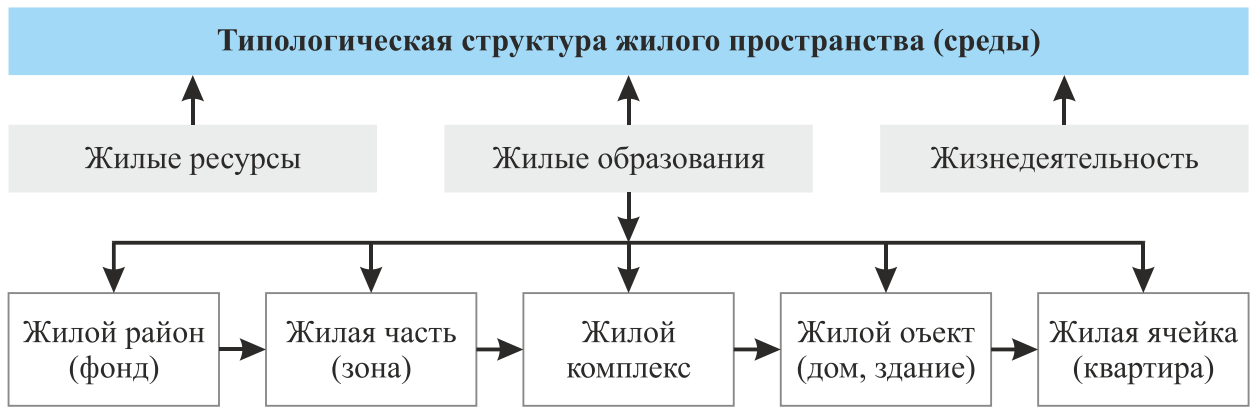 Типологическая структура жилого пространства (среды)
Жилые ресурсы
Жилые образования
Жизнедеятельность
Жилой район
(фонд)
Жилая часть
(зона)
Жилой
комплекс
Жилой оъект
(дом, здание)
Жилая ячейка
(квартира)